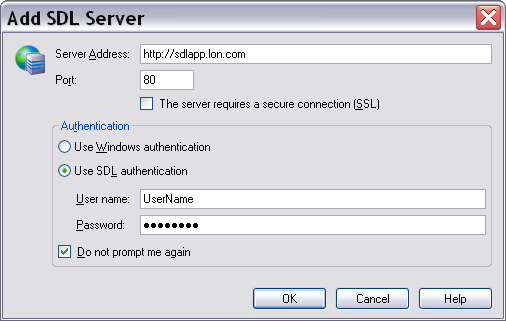 Add SDL Server
Server Address: http://sdlapp.lon.com
Port: 80
The server requires a secure connection (SSL)
Authentication
Use Windows authentication
Use SDL authentication
User name: UserName
Password: ●●●●●●●●
Do not prompt me again
OK Cancel Help